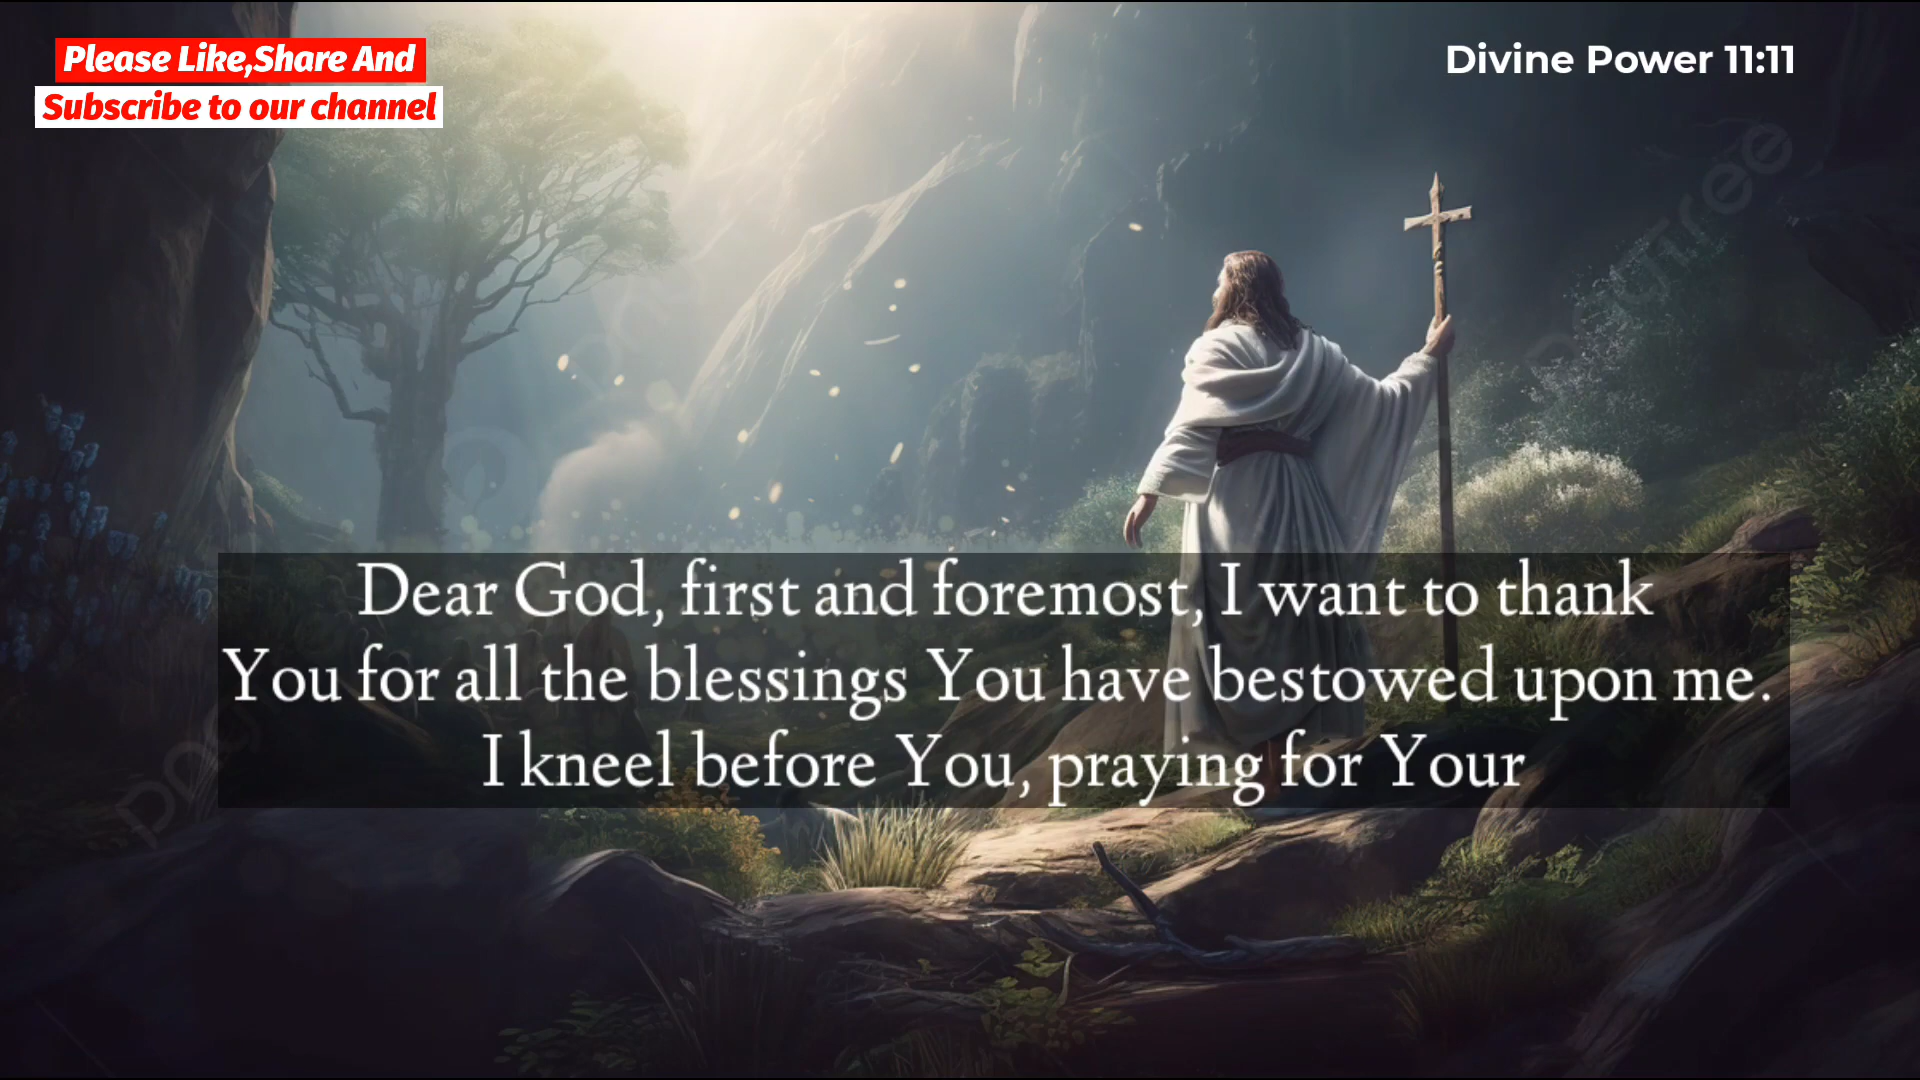 Please Like,Share And
Subscribe to our channel
Divine Power 11:11
Dear God, first and foremost, I want to thank
You for all the blessings You have bestowed upon me.
I kneel before You, praying for Your